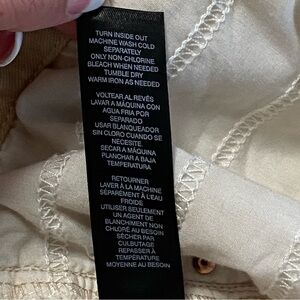 TURN INSIDE OUT
MACHINE WASH COLD
SEPARATELY
ONLY NON-CHLORINE
BLEACH WHEN NEEDED
TUMBLE DRY
WARM IRON AS NEEDED
VOLTEAR AL REVÉS
LAVAR A MÁQUINA CON
AGUA FRIA POR
SEPARADO
USAR BLANQUEADOR
SIN CLORO CUANDO SE
NECESITE
SECAR A MÁQUINA
PLANCHAR A BAJA
TEMPERATURA
RETOURNER
LAVER À LA MACHINE
SÉPARÉMENT À L'EAU
FROIDE
UTILISER SEULEMENT
UN AGENT DE
BLANCHIMENT NON
CHLORÉ AU BESOIN
SÉCHER PAR
CULBUTAGE
REPASSER À
TEMPÉRATURE
MOYENNE AU BESOIN